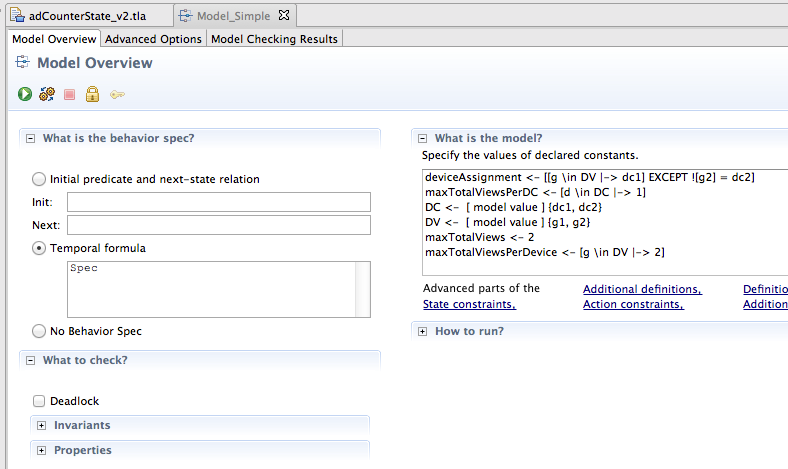 adCounterState_v2.tla
Model_Simple
Model Overview
Advanced Options
Model Checking Results
Model Overview
What is the behavior spec?
Initial predicate and next-state relation
Init:
Next:
Temporal formula
Spec
No Behavior Spec
What to check?
Deadlock
Invariants
Properties
What is the model?
Specify the values of declared constants.
deviceAssignment <- [[g \in DV |-> dc1] EXCEPT ![g2] = dc2]
maxTotalViewsPerDC <- [d \in DC |-> 1]
DC <- [ model value ] {dc1, dc2}
DV <- [ model value ] {g1, g2}
maxTotalViews <- 2
maxTotalViewsPerDevice <- [g \in DV |-> 2]
Advanced parts of the
Additional definitions,
Definitio
State constraints,
Action constraints,
Addition
How to run?